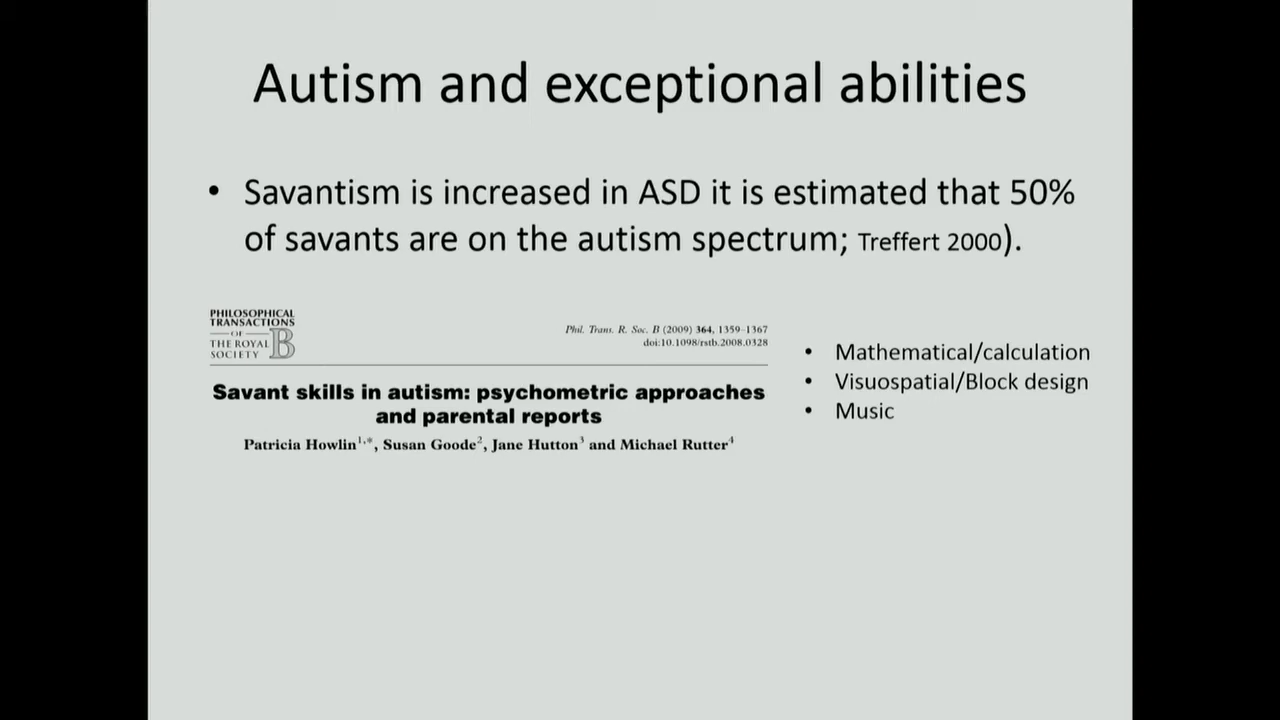 Autism and exceptional abilities
• Savantism is increased in ASD it is estimated that 50%
of savants are on the autism spectrum; Treffert 2000).
PHILOSOPHICAL
TRANSACTIONS
OF
THE ROYAL
SOCIETY B
Phil. Trans. R. Soc. B (2009) 364, 1359–1367
doi:10.1098/rstb.2008.0328
Savant skills in autism: psychometric approaches
and parental reports
Patricia Howlin1,*, Susan Goode2, Jane Hutton3 and Michael Rutter4
• Mathematical/calculation
• Visuospatial/Block design
• Music